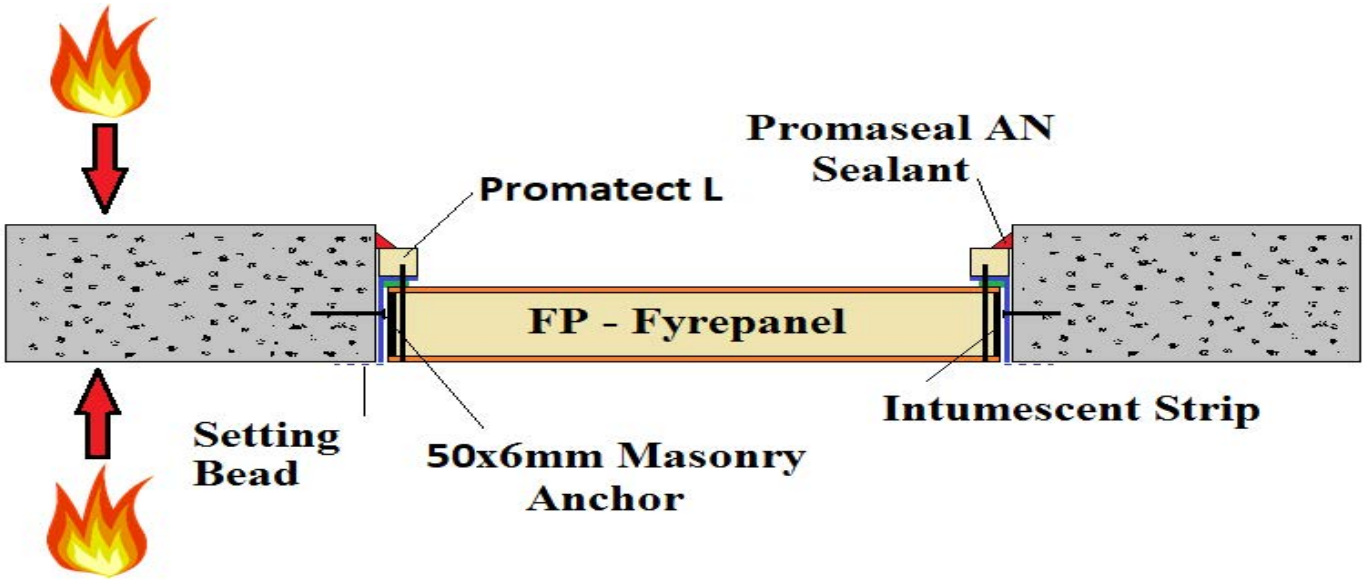 Promaseal AN
Sealant
Promatect L
FP - Fyrepanel
Intumescent Strip
Setting
Bead
50x6mm Masonry
Anchor